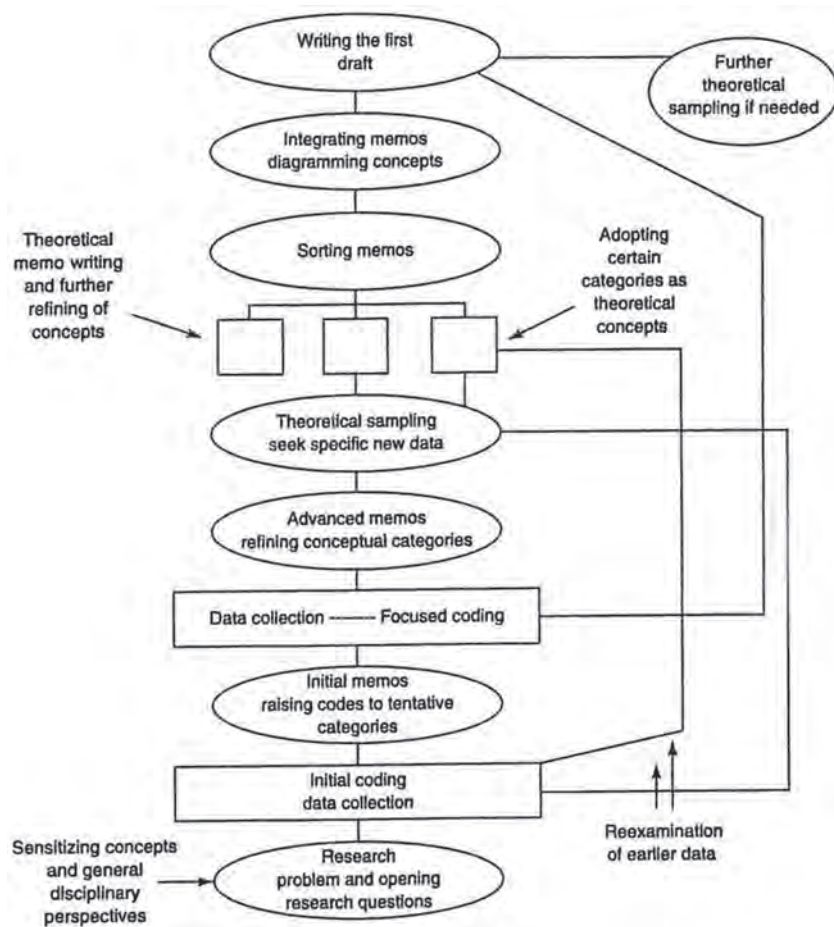 Writing the first
draft
Further
theoretical
sampling if needed
Integrating memos
diagramming concepts
Sorting memos
Theoretical
memo writing
and further
refining of
concepts
Adopting
certain
categories as
theoretical
concepts
Theoretical sampling
seek specific new data
Advanced memos
refining conceptual categories
Data collection ------- Focused coding
Initial memos
raising codes to tentative
categories
Initial coding
data collection
Reexamination
of earlier data
Sensitizing concepts
and general
disciplinary
perspectives
Research
problem and opening
research questions